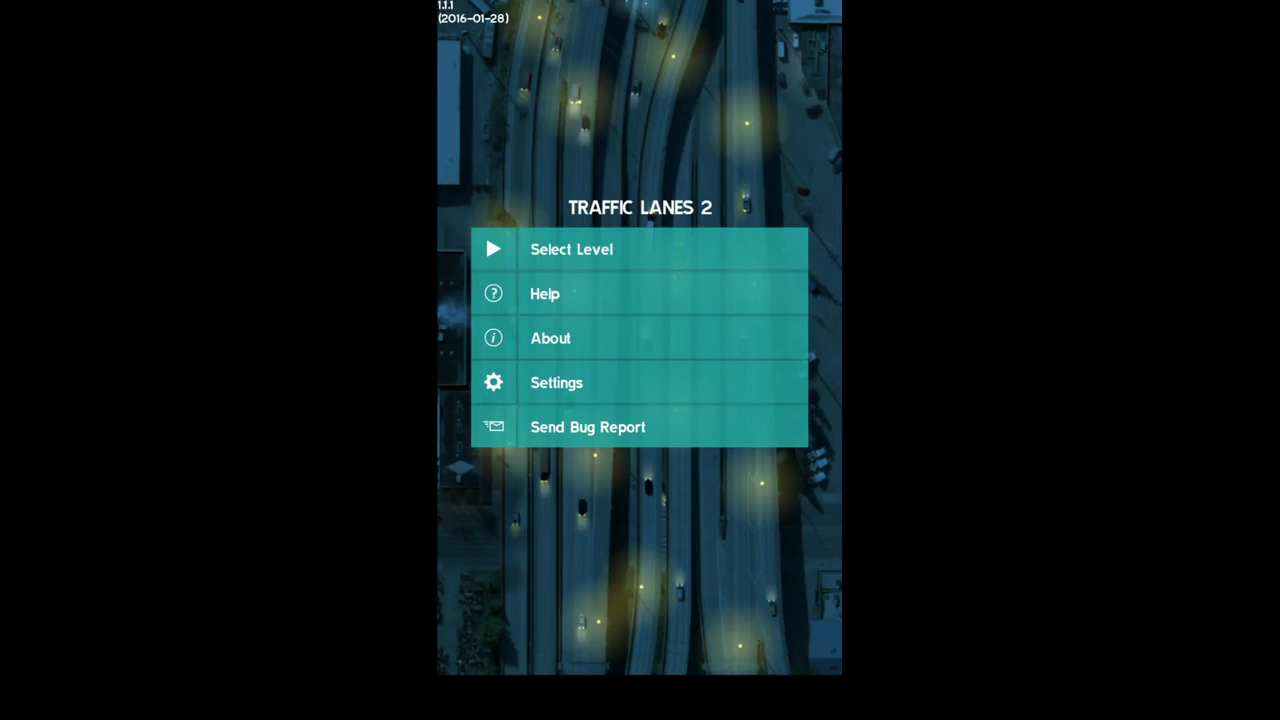 1.1.1
(2016-01-28)
TRAFFIC LANES 2
Select Level
Help
About
Settings
Send Bug Report